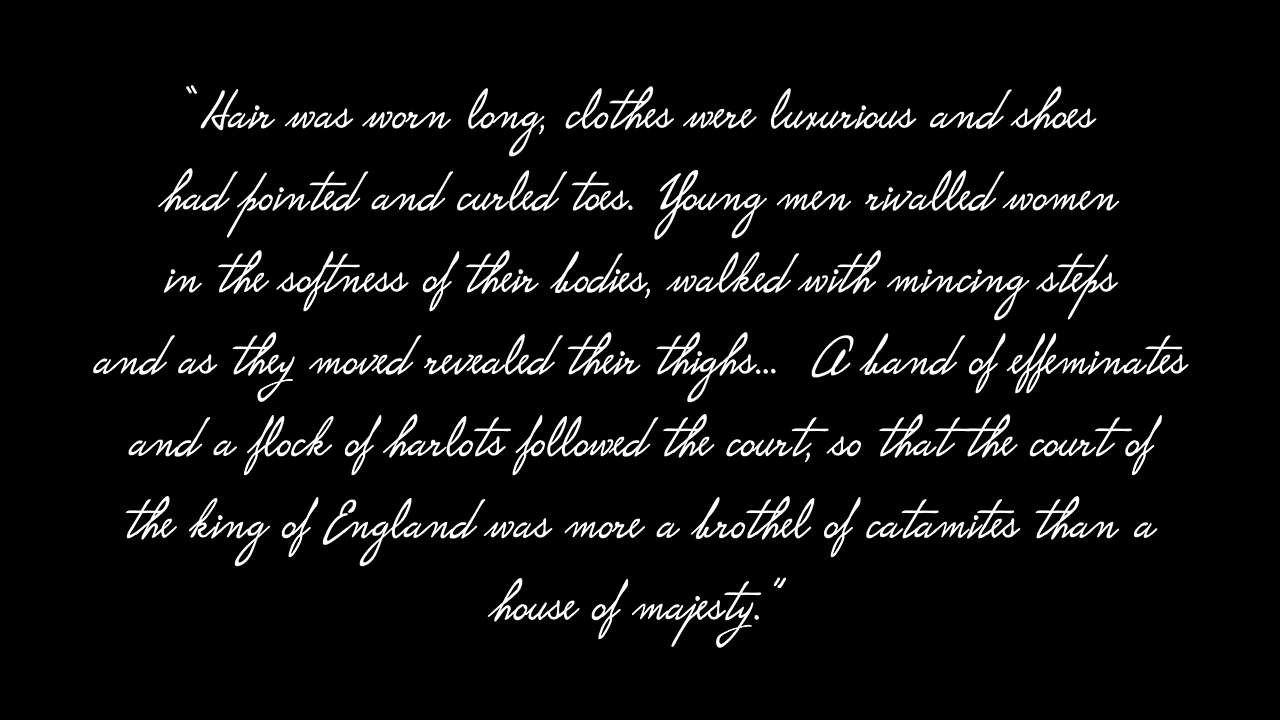 “Hair was worn long, clothes were luxurious and shoes
had pointed and curled toes. Young men rivalled women
in the softness of their bodies, walked with mincing steps
and as they moved revealed their thighs... A band of effeminates
and a flock of harlots followed the court, so that the court of
the king of England was more a brothel of catamites than a
house of majesty.”